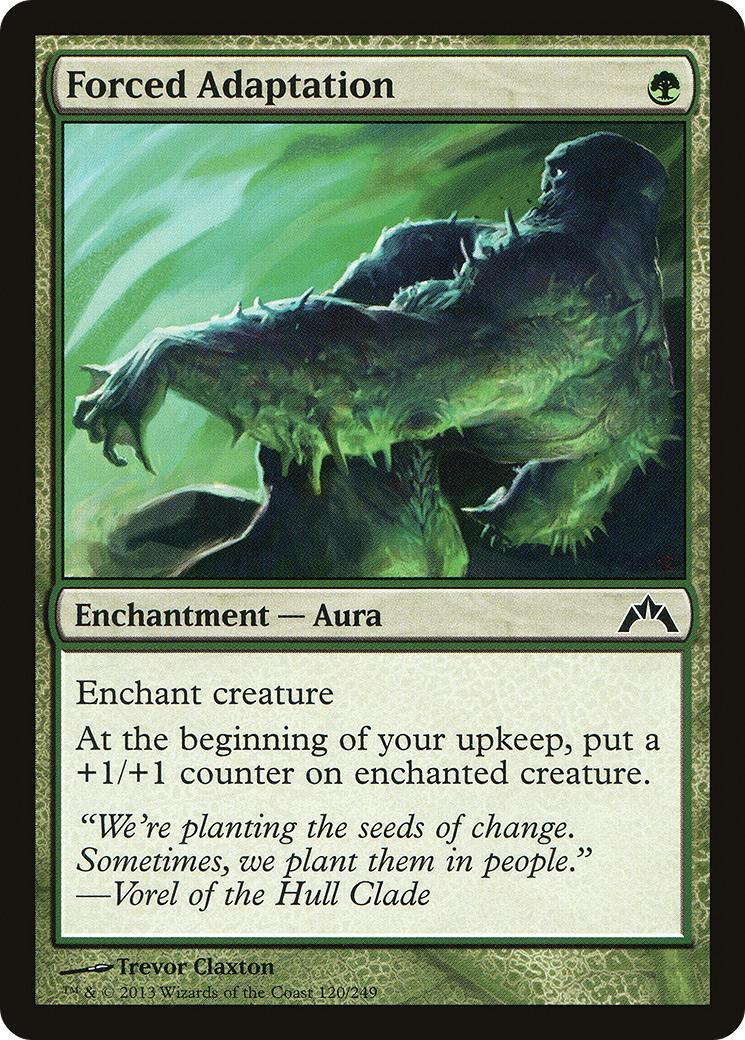 Forced Adaptation
Enchantment — Aura
Enchant creature
At the beginning of your upkeep, put a
+1/+1 counter on enchanted creature.
“We’re planting the seeds of change.
Sometimes, we plant them in people.”
—Vorel of the Hull Clade
Trevor Claxton
™ & © 2013 Wizards of the Coast 120/249